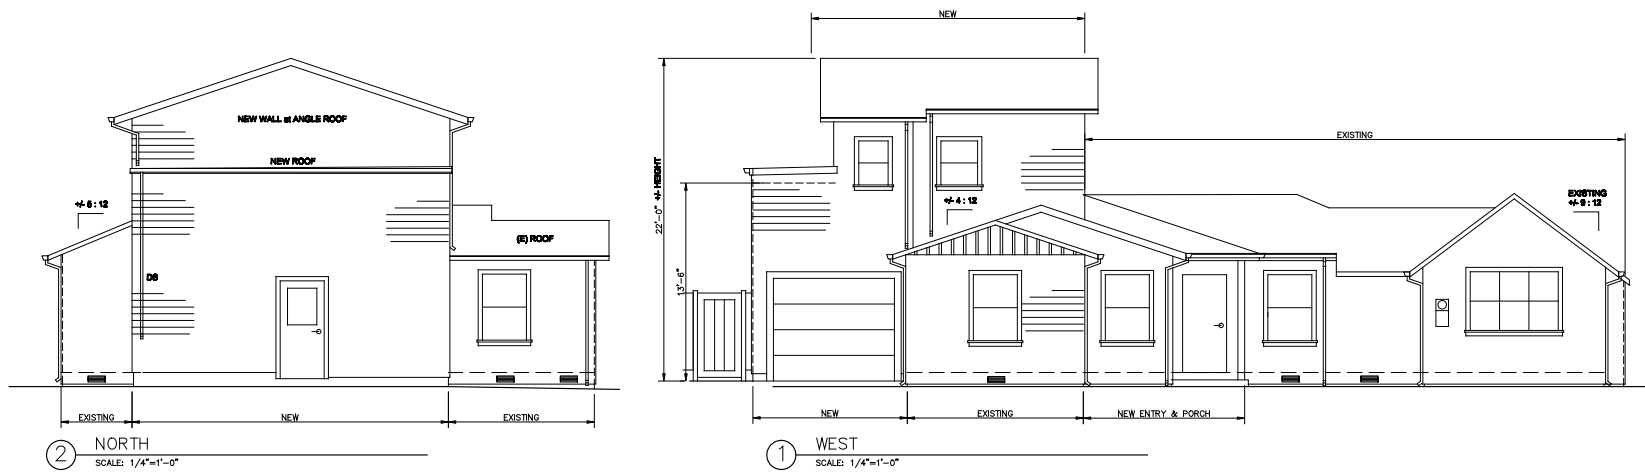 NEW WALL at ANGLE ROOF
NEW ROOF
+/- 5 : 12
(E) ROOF
DS
EXISTING
NEW
EXISTING
2
NORTH
SCALE: 1/4"=1'-0"
NEW
EXISTING
22'-0" +/- HEIGHT
13'-6"
+/- 4 : 12
EXISTING
+/- 9 : 12
NEW
EXISTING
NEW ENTRY & PORCH
1
WEST
SCALE: 1/4"=1'-0"